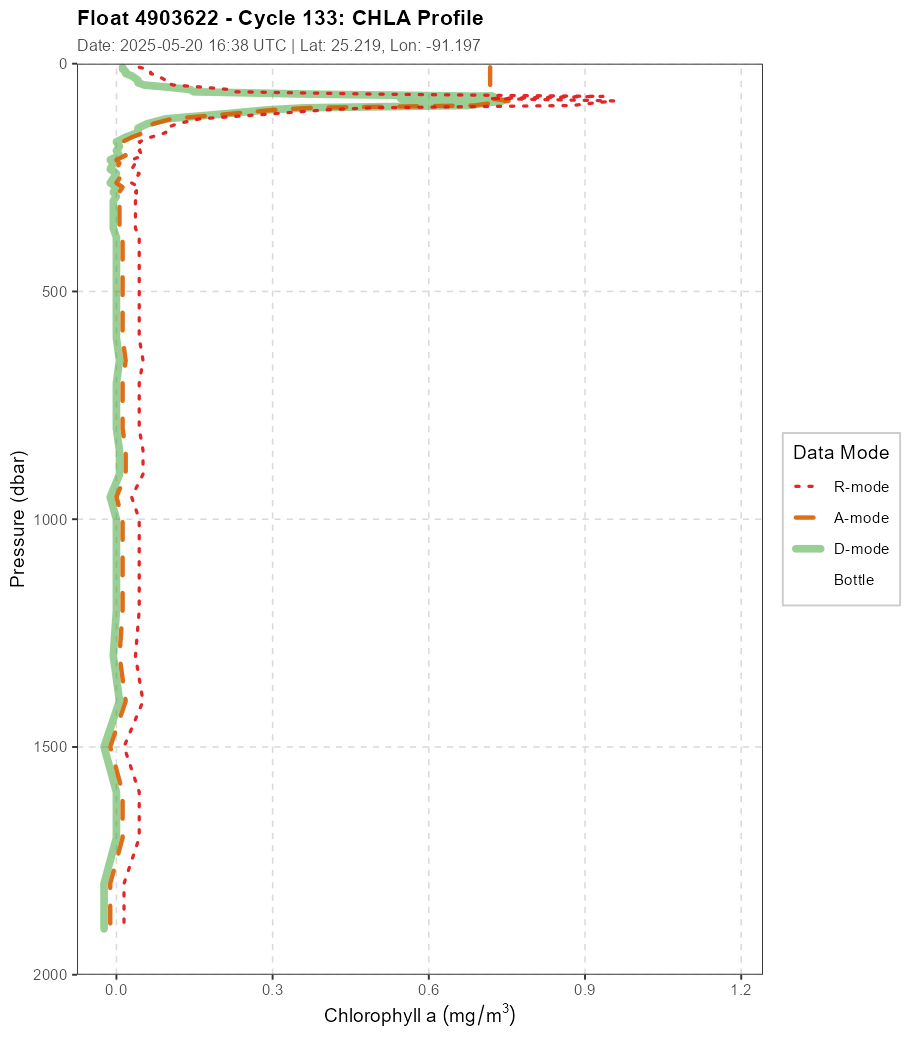 Float 4903622 - Cycle 133: CHLA Profile
Date: 2025-05-20 16:38 UTC | Lat: 25.219, Lon: -91.197
0
500
1000
1500
2000
Pressure (dbar)
0.0 0.3 0.6 0.9 1.2
Chlorophyll a (mg/m³)
Data Mode
R-mode
A-mode
D-mode
Bottle